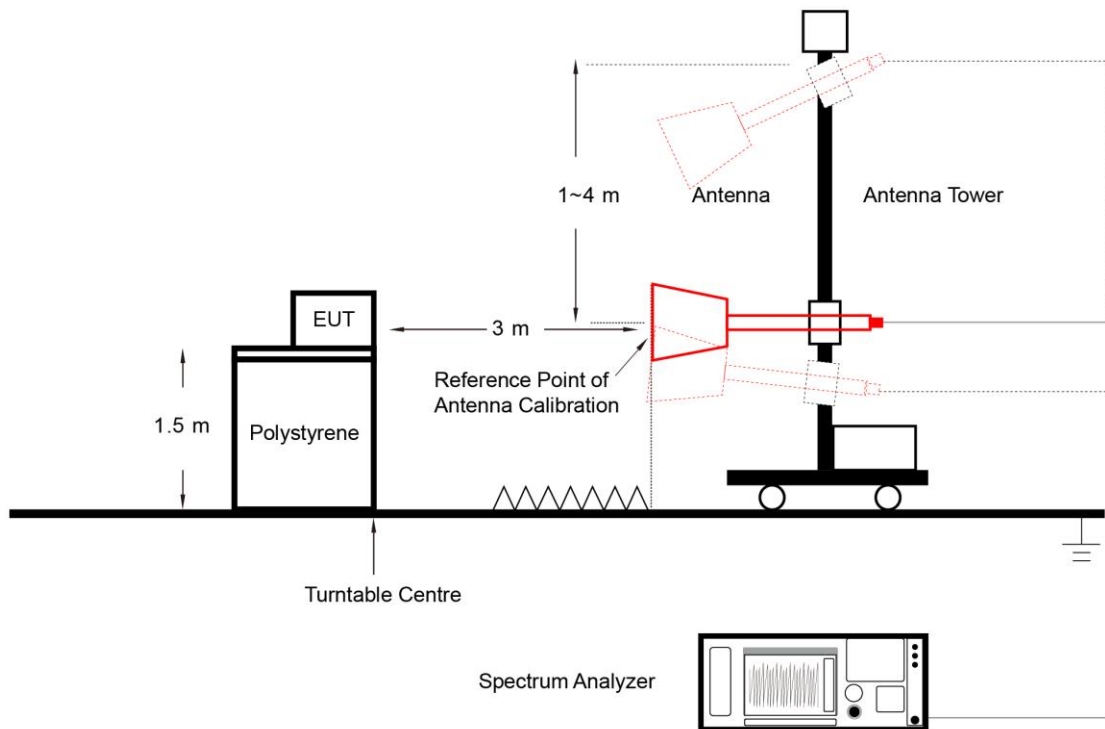 1~4 m
Antenna
Antenna Tower
EUT
3 m
Reference Point of
Antenna Calibration
1.5 m
Polystyrene
Turntable Centre
Spectrum Analyzer